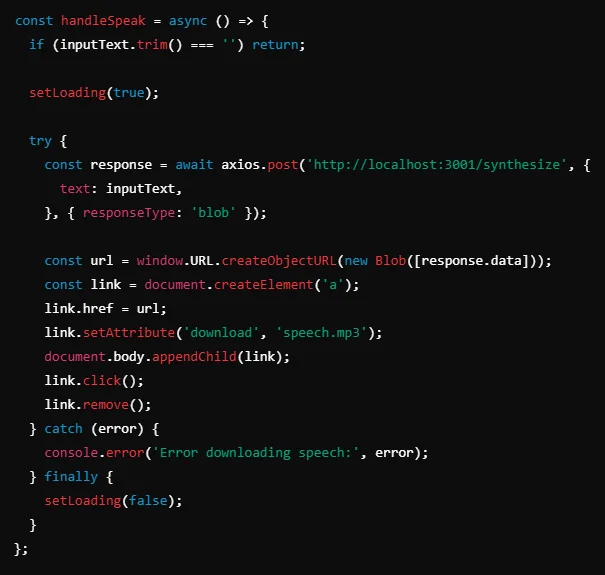 const handleSpeak = async () => {
  if (inputText.trim() === '') return;

  setLoading(true);

  try {
    const response = await axios.post('http://localhost:3001/synthesize', {
      text: inputText,
    }, { responseType: 'blob' });

    const url = window.URL.createObjectURL(new Blob([response.data]));
    const link = document.createElement('a');
    link.href = url;
    link.setAttribute('download', 'speech.mp3');
    document.body.appendChild(link);
    link.click();
    link.remove();
  } catch (error) {
    console.error('Error downloading speech:', error);
  } finally {
    setLoading(false);
  }
};